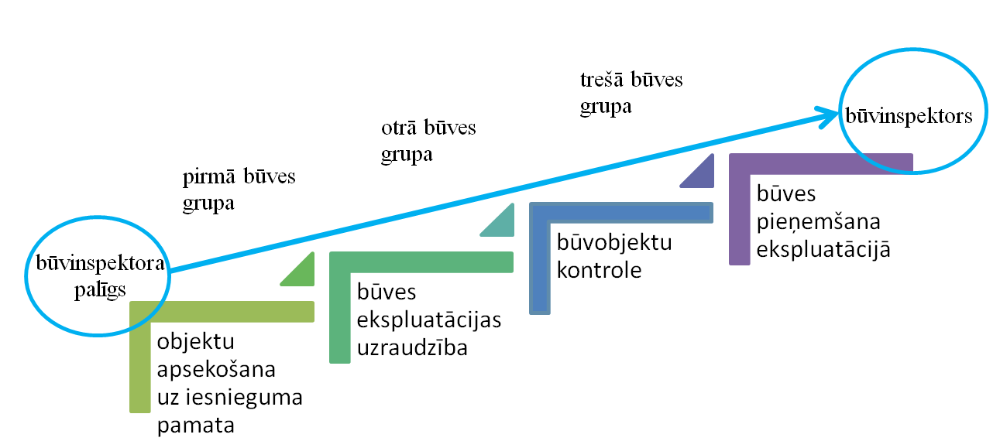 trešā būves
grupa
būvinspektors
otrā būves
grupa
pirmā būves
grupa
būvinspektora
palīgs
objektu
apsekošana
uz iesnieguma
pamata
būves
ekspluatācijas
uzraudzība
būvobjektu
kontrole
būves
pieņemšana
ekspluatācijā